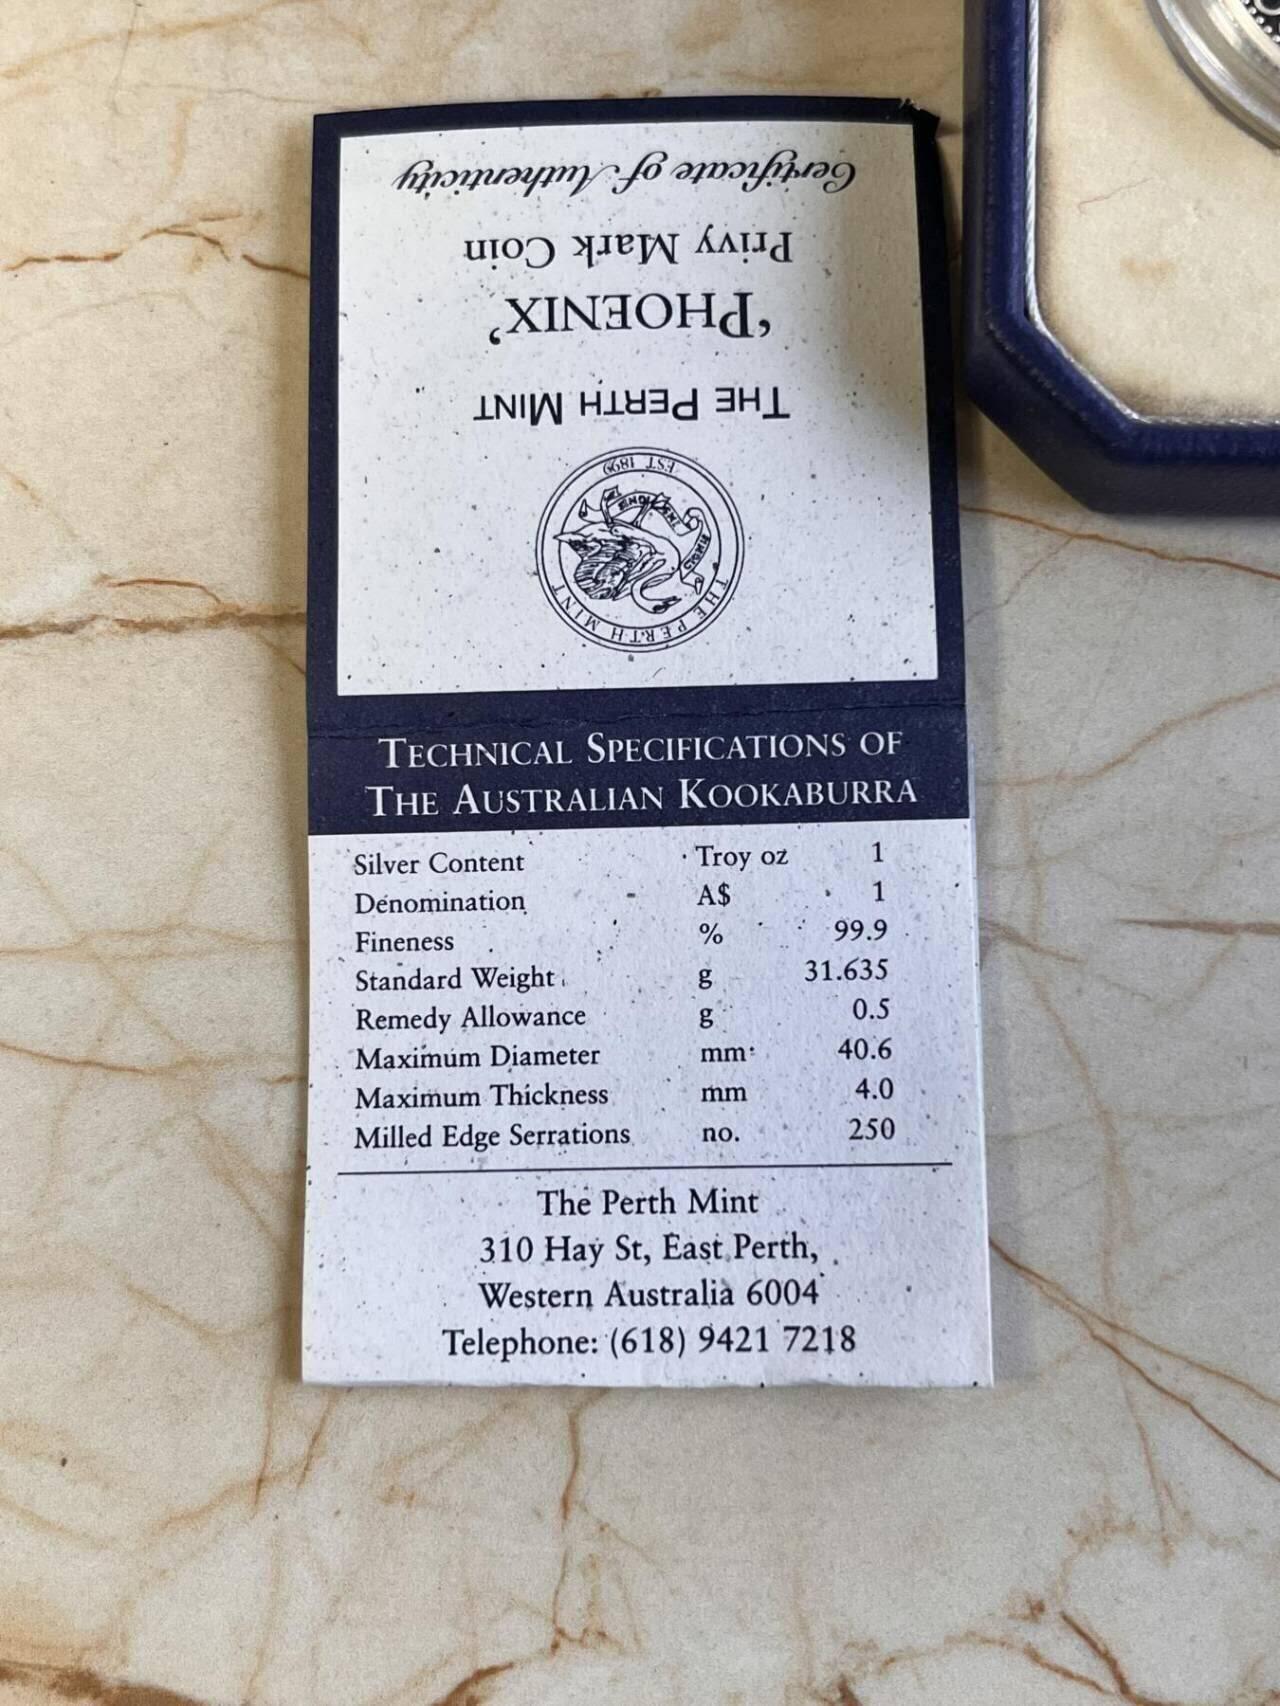 Certificate of Authenticity
Privy Mark Coin
‘PHOENIX’
THE PERTH MINT
EST 1899
THE PERTH MINT
TECHNICAL SPECIFICATIONS OF
THE AUSTRALIAN KOOKABURRA
Silver Content Troy oz 1
Denomination A$ 1
Fineness % 99.9
Standard Weight g 31.635
Remedy Allowance g 0.5
Maximum Diameter mm 40.6
Maximum Thickness mm 4.0
Milled Edge Serrations no. 250
The Perth Mint
310 Hay St, East Perth,
Western Australia 6004
Telephone: (618) 9421 7218